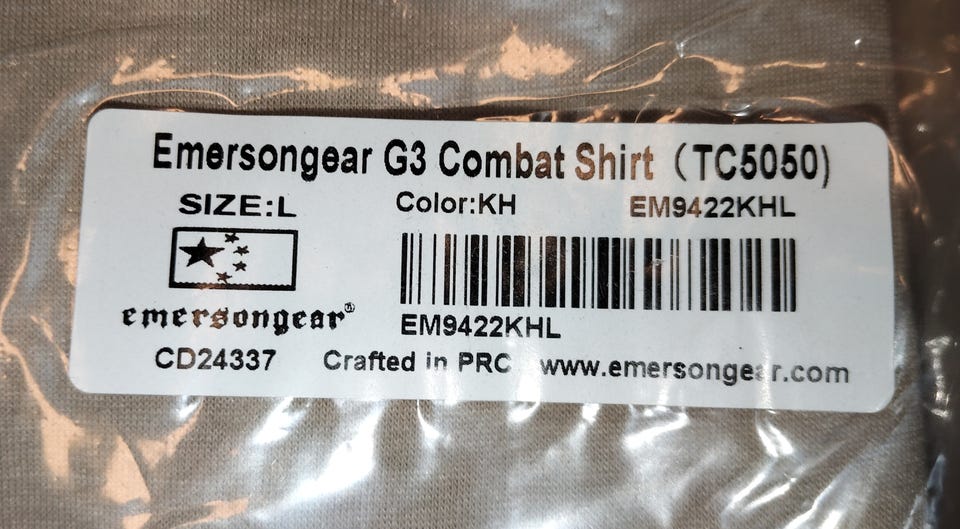 Emersongear G3 Combat Shirt (TC5050)
SIZE:L
Color:KH
EM9422KHL
emersongear®
EM9422KHL
CD24337
Crafted in PRC
www.emersongear.com